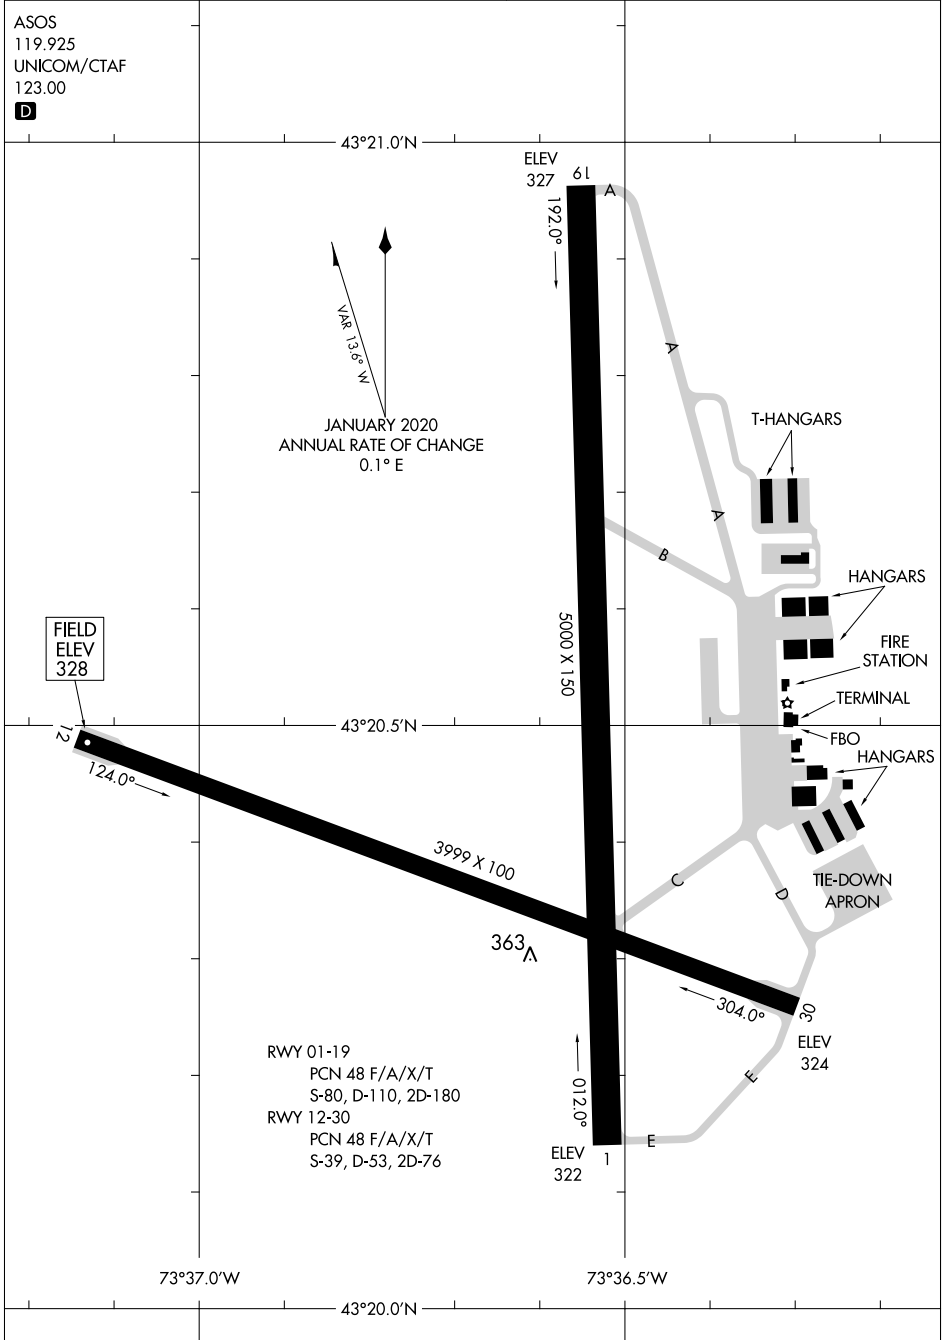 ASOS
119.925
UNICOM/CTAF
123.00
D
43°21.0'N
ELEV
327
19
A
192.0°
VAR 13.6° W
A
JANUARY 2020
ANNUAL RATE OF CHANGE
0.1° E
T-HANGARS
A
B
HANGARS
5000 X 150
FIELD
ELEV
328
FIRE
STATION
TERMINAL
12
43°20.5'N
FBO
HANGARS
124.0°
3999 X 100
C
D
TIE-DOWN
APRON
363
304.0°
30
ELEV
324
RWY 01-19
PCN 48 F/A/X/T
S-80, D-110, 2D-180
RWY 12-30
PCN 48 F/A/X/T
S-39, D-53, 2D-76
012.0°
E
E
ELEV
322
1
73°37.0'W
73°36.5'W
43°20.0'N